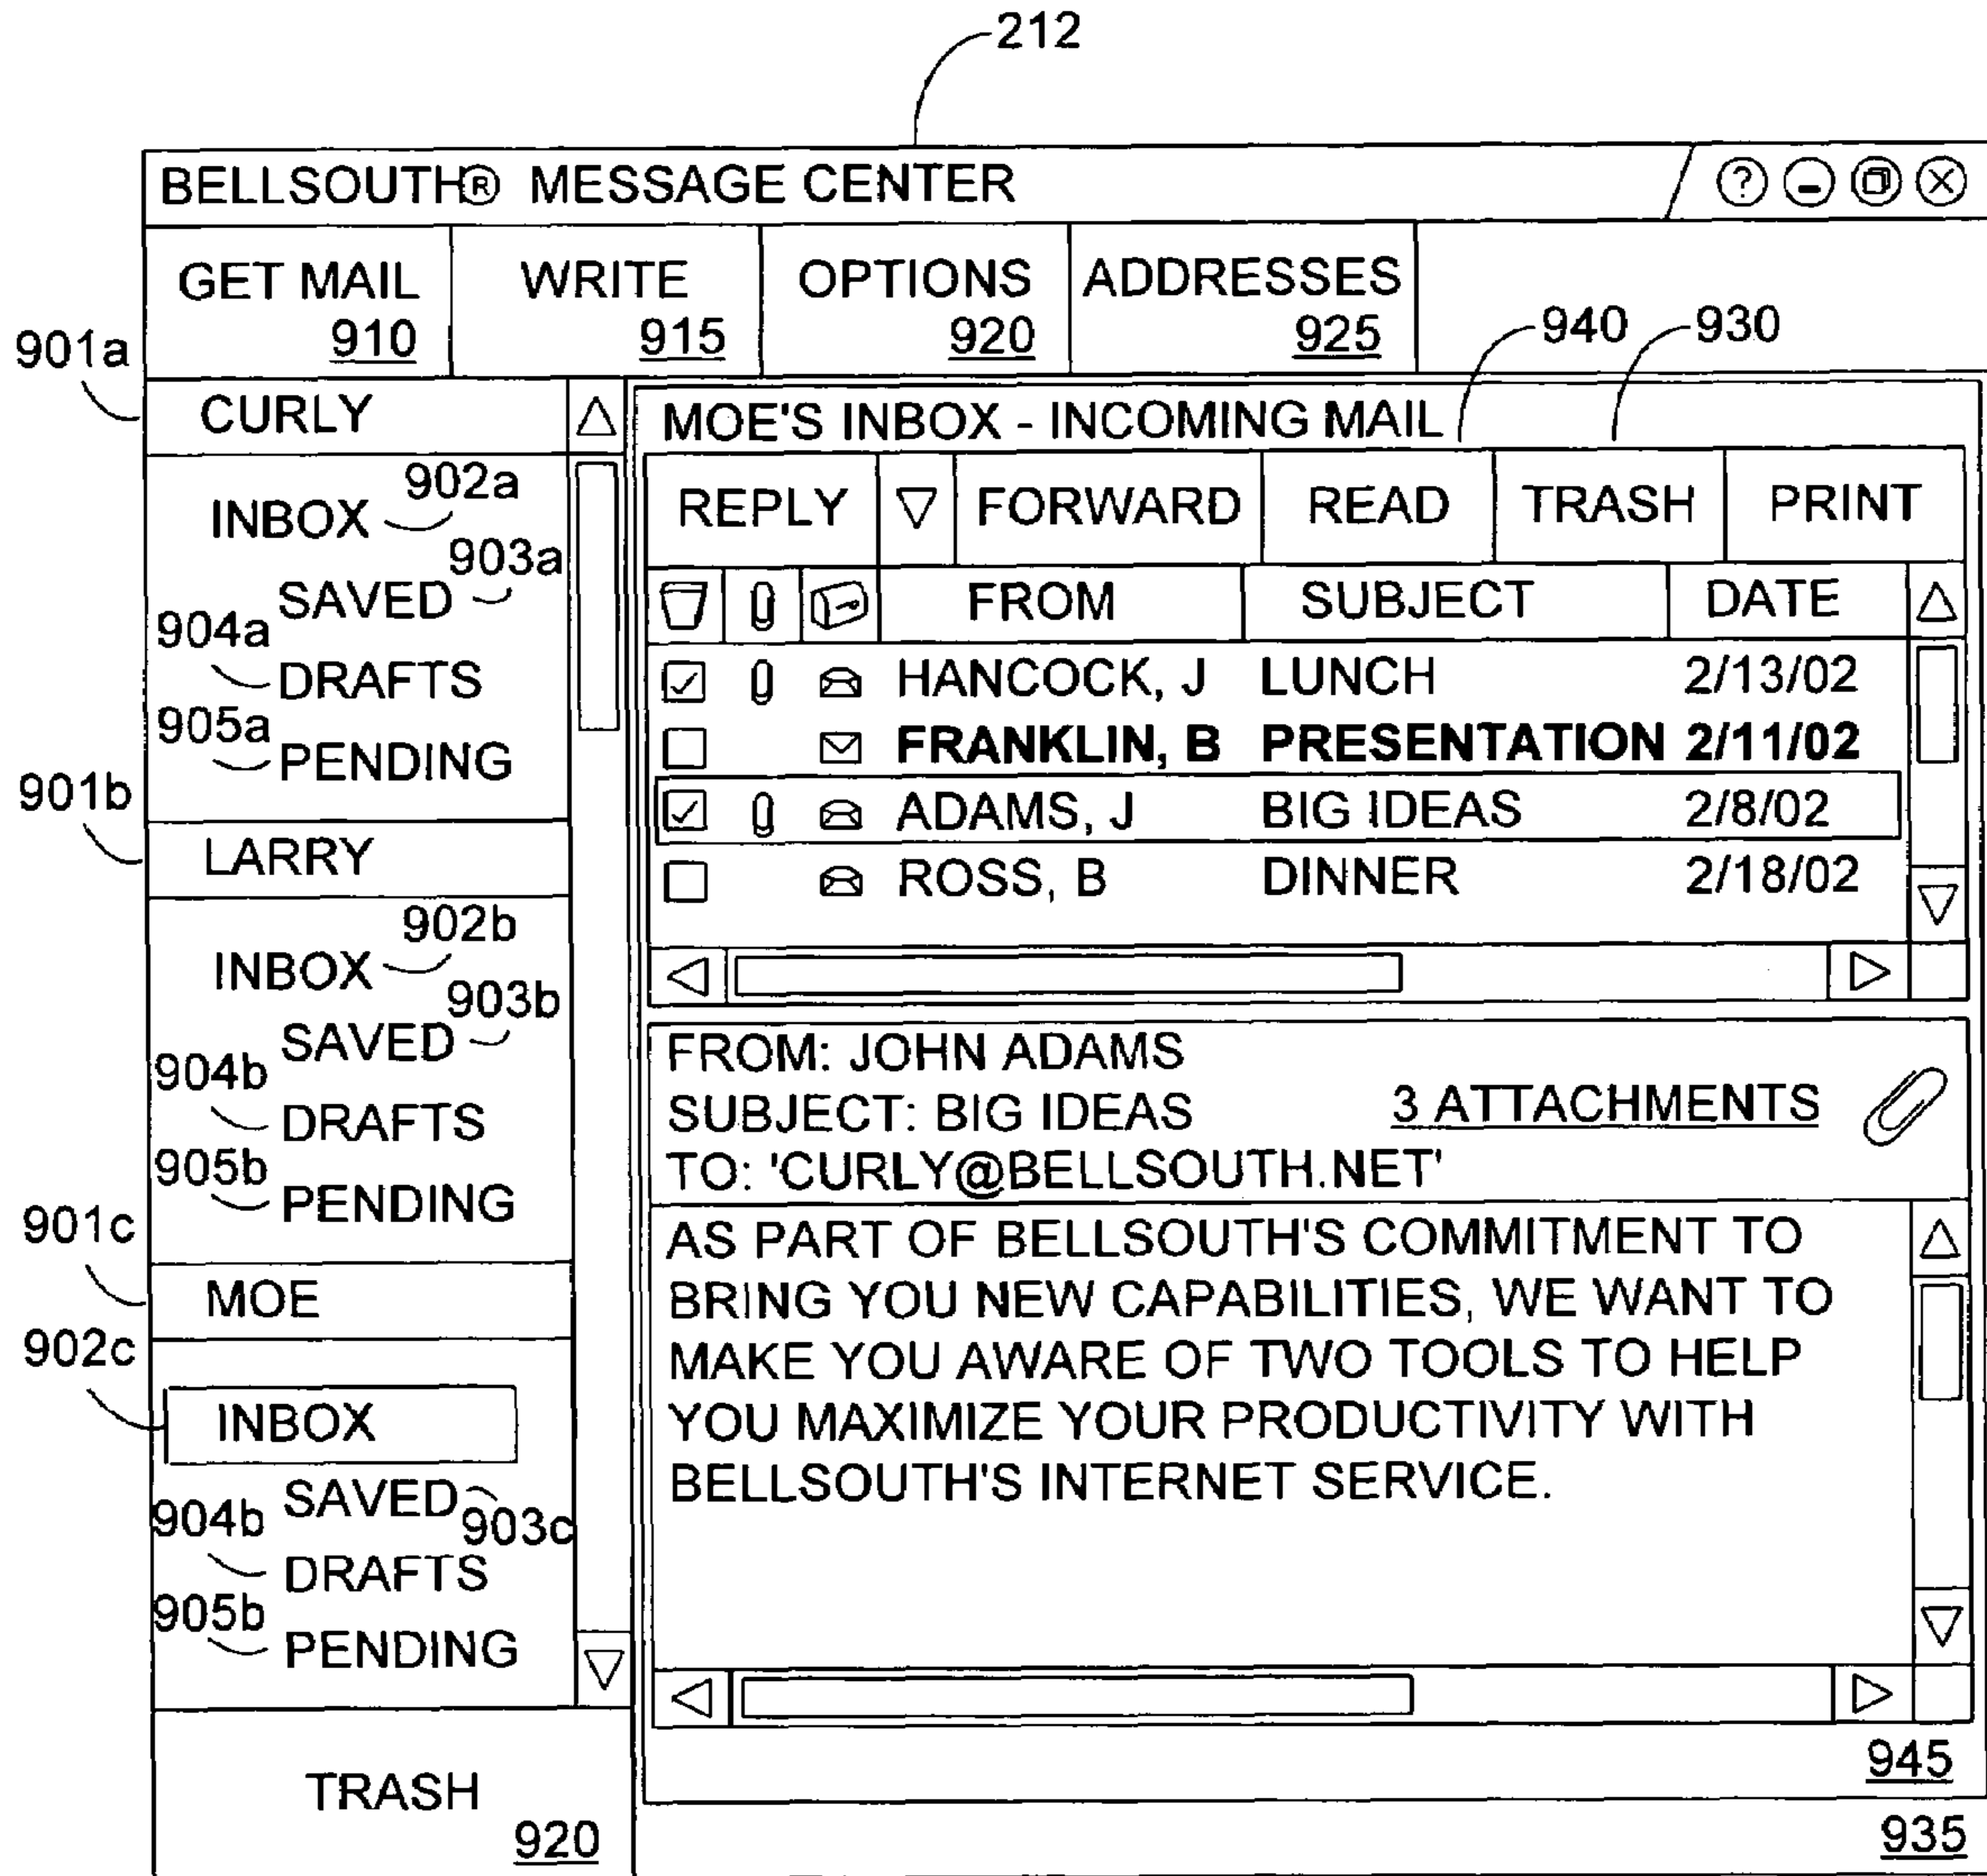 212
BELLSOUTH® MESSAGE CENTER ?
GET MAIL 910 WRITE 915 OPTIONS 920 ADDRESSES 925
940 930
901a
CURLY
INBOX 902a
SAVED 903a
904a DRAFTS
905a PENDING
901b
LARRY
INBOX 902b
SAVED 903b
904b DRAFTS
905b PENDING
901c
MOE
902c
INBOX
SAVED 903c
904b DRAFTS
905b PENDING
TRASH
920
MOE'S INBOX - INCOMING MAIL
REPLY FORWARD READ TRASH PRINT
FROM SUBJECT DATE
HANCOCK, J LUNCH 2/13/02
FRANKLIN, B PRESENTATION 2/11/02
ADAMS, J BIG IDEAS 2/8/02
ROSS, B DINNER 2/18/02
FROM: JOHN ADAMS
SUBJECT: BIG IDEAS
3 ATTACHMENTS
TO: 'CURLY@BELLSOUTH.NET'
AS PART OF BELLSOUTH'S COMMITMENT TO
BRING YOU NEW CAPABILITIES, WE WANT TO
MAKE YOU AWARE OF TWO TOOLS TO HELP
YOU MAXIMIZE YOUR PRODUCTIVITY WITH
BELLSOUTH'S INTERNET SERVICE.
945
935